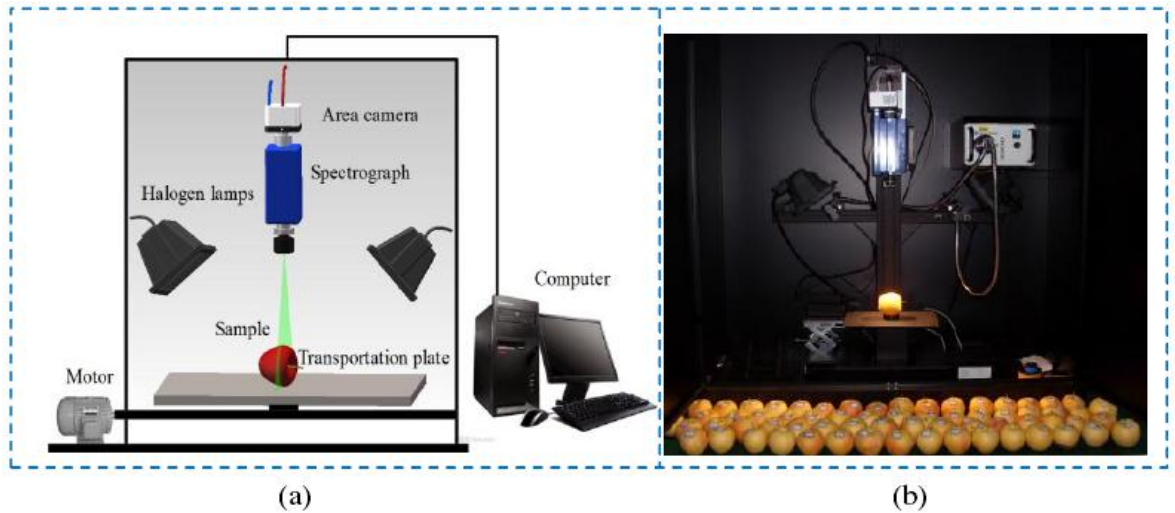 Area camera
Spectrograph
Halogen lamps
Computer
Sample
Transportation plate
Motor
(a)
(b)